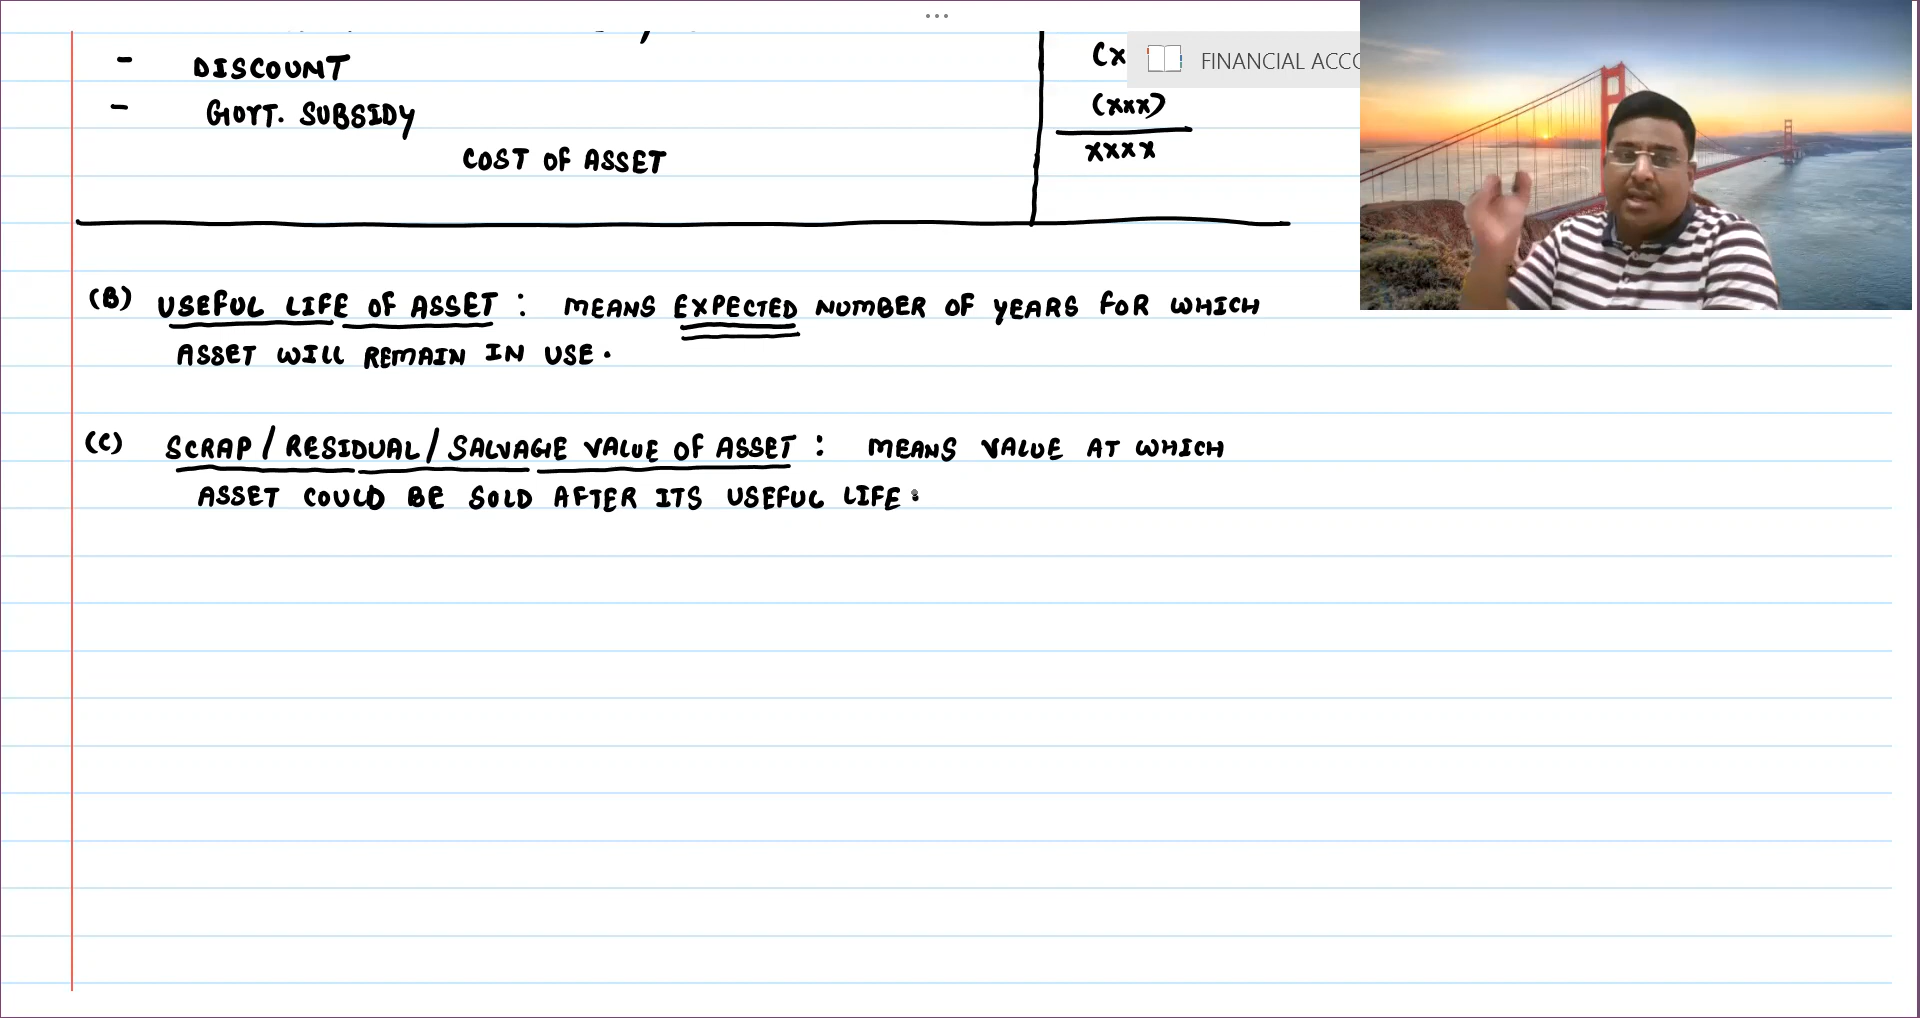 - DISCOUNT (x
FINANCIAL ACCO
- GOVT. SUBSIDY (xxx)
COST OF ASSET xxxx
(B) USEFUL LIFE OF ASSET : MEANS EXPECTED NUMBER OF YEARS FOR WHICH
ASSET WILL REMAIN IN USE.
(C) SCRAP / RESIDUAL / SALVAGE VALUE OF ASSET : MEANS VALUE AT WHICH
ASSET COULD BE SOLD AFTER ITS USEFUL LIFE.